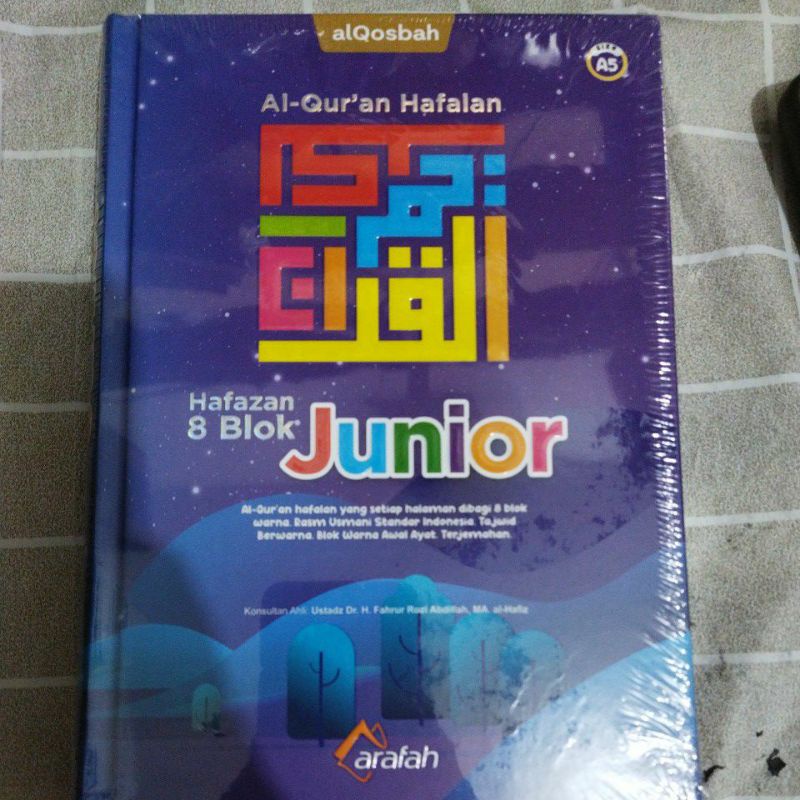 alQosbah
SIZE
A5
Al-Qur'an Hafalan
القرآن الكريم
Hafazan
8 Blok
Junior
Al-Qur'an hafalan yang setiap halaman dibagi 8 blok
warna. Rasm Usmani Standar Indonesia. Tajwid
Berwarna. Blok Warna Awal Ayat. Terjemahan.
Konsultan Ahli: Ustadz Dr. H. Fahrur Rozi Abdillah, MA. al-Hafiz
arafah